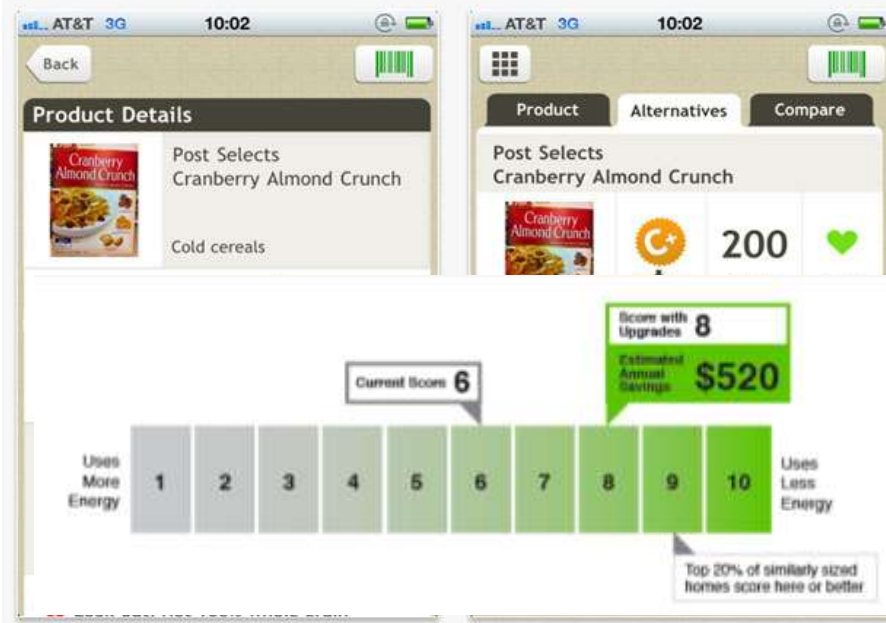 AT&T 3G 10:02
Back
Product Details
Cranberry
Almond Crunch
Post Selects
Cranberry Almond Crunch
Cold cereals
AT&T 3G 10:02
Product Alternatives Compare
Post Selects
Cranberry Almond Crunch
Cranberry
Almond Crunch
C+
200
Score with
Upgrades 8
Estimated
Annual
Savings $520
Current Score 6
Uses
More
Energy
1 2 3 4 5 6 7 8 9 10
Uses
Less
Energy
Top 20% of similarly sized
homes score here or better